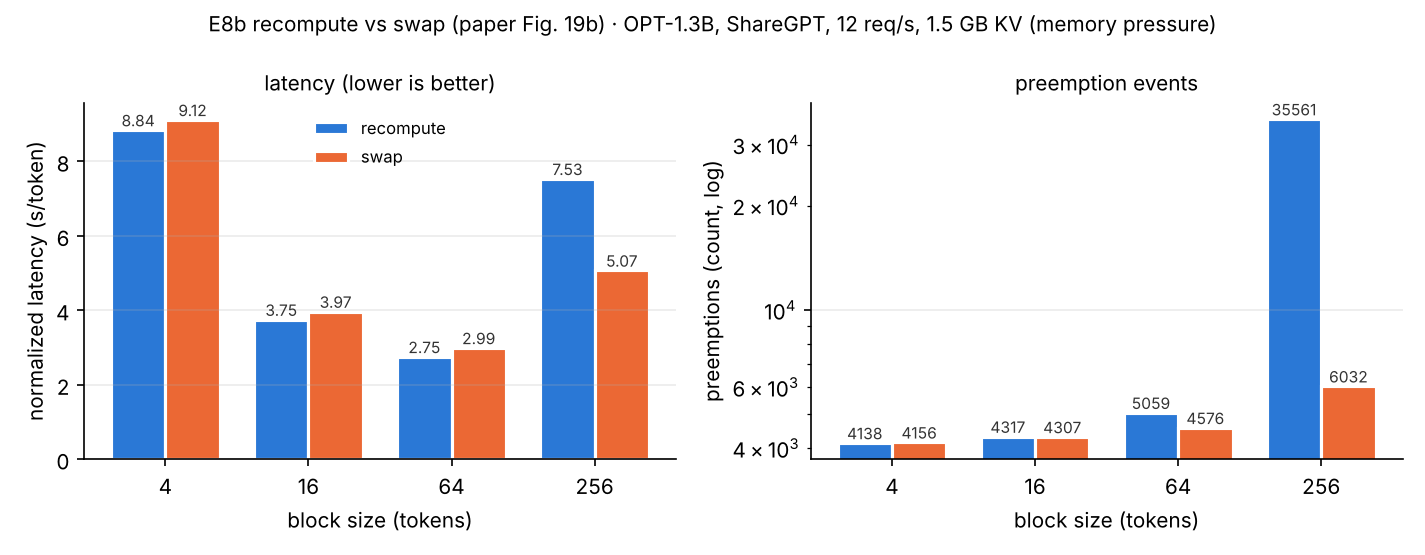 E8b recompute vs swap (paper Fig. 19b) · OPT-1.3B, ShareGPT, 12 req/s, 1.5 GB KV (memory pressure)
latency (lower is better)
normalized latency (s/token)
8
6
4
2
0
8.84
9.12
3.75
3.97
2.75
2.99
7.53
5.07
recompute
swap
4
16
64
256
block size (tokens)
preemption events
preemptions (count, log)
3 × 10⁴
2 × 10⁴
10⁴
6 × 10³
4 × 10³
4138
4156
4317
4307
5059
4576
35561
6032
4
16
64
256
block size (tokens)